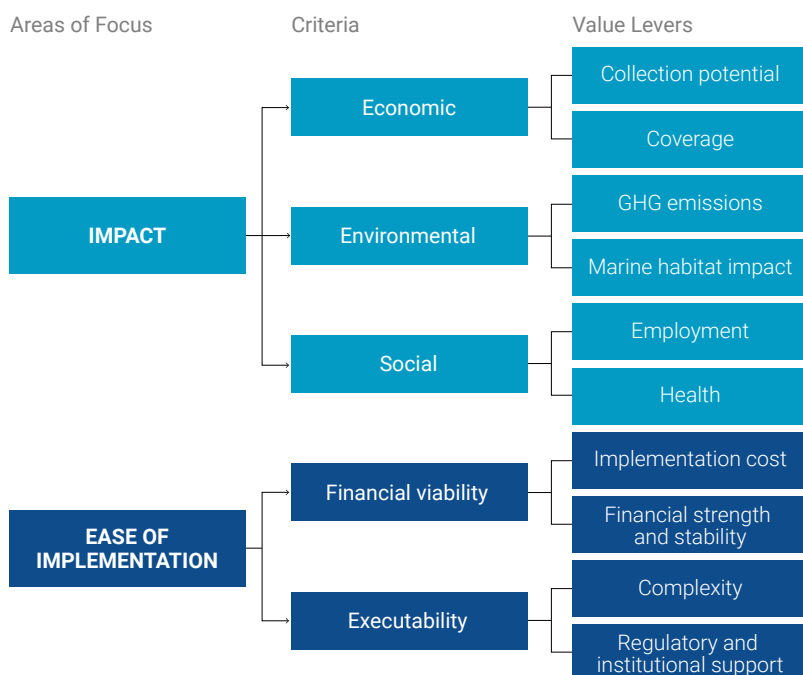 Areas of Focus
Criteria
Value Levers
IMPACT
Economic
Collection potential
Coverage
Environmental
GHG emissions
Marine habitat impact
Social
Employment
Health
EASE OF
IMPLEMENTATION
Financial viability
Implementation cost
Financial strength
and stability
Executability
Complexity
Regulatory and
institutional support